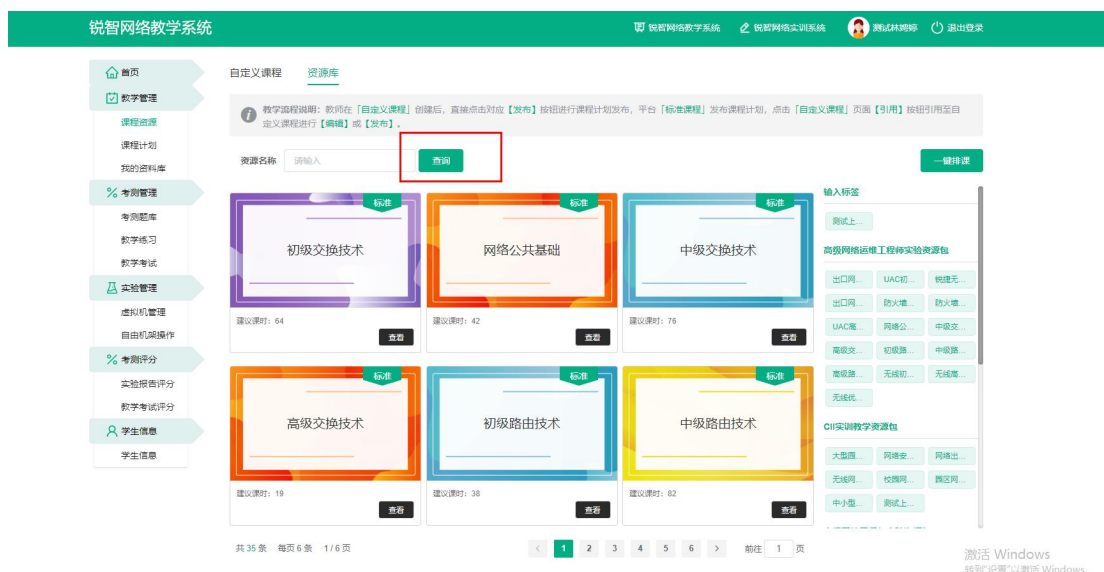 锐智网络教学系统
锐智网络教学系统
锐智网络实训系统
退出登录
首页
教学管理
课程资源
课程计划
我的资料库
考测管理
考测题库
教学练习
教学考试
实验管理
虚拟机管理
自由机架操作
考测评分
实验报告评分
教学考试评分
学生信息
学生信息
自定义课程 资源库
教学流程说明：教师在「自定义课程」创建后，直接点击对应【发布】按钮进行课程计划发布，平台「标准课程」发布课程计划，点击「自定义课程」页面【引用】按钮引用至自
定义课程进行【编辑】或【发布】。
资源名称 请输入 查询 一键排课
标准
初级交换技术
建议课时：64
查看
标准
网络公共基础
建议课时：42
查看
标准
中级交换技术
建议课时：76
查看
标准
高级交换技术
建议课时：19
查看
标准
初级路由技术
建议课时：38
查看
标准
中级路由技术
建议课时：82
查看
输入标签
测试上...
高级网络运维工程师实验资源包
出口网... UAC初... 锐捷无...
出口网... 防火墙... 防火墙...
UAC高... 网络公... 中级交...
高级交... 初级路... 中级路...
高级路... 无线初... 无线高...
无线优...
CII实训教学资源包
大型园... 网络安... 网络出...
无线网... 校园网... 园区网...
中小型... 测试上...
共 35 条 每页 6 条 1/6 页
< 1 2 3 4 5 6 > 前往 1 页
激活 Windows
转到"设置"以激活 Windows。